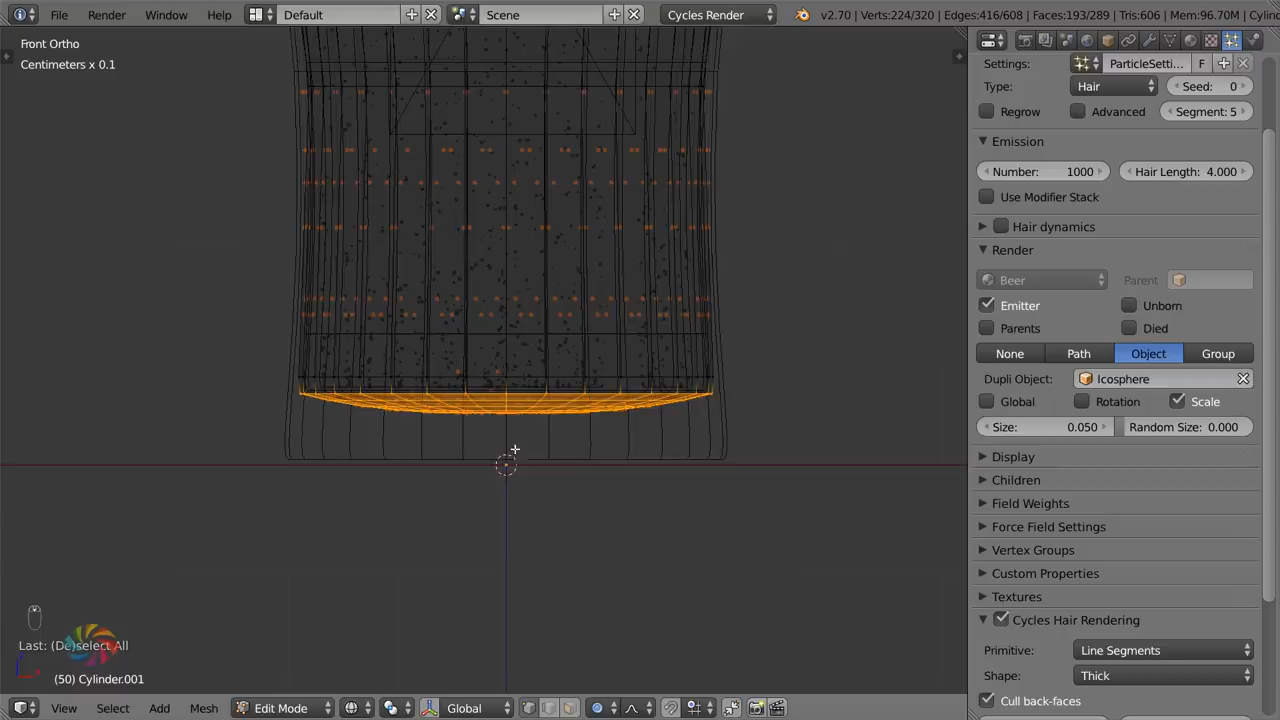 File Render Window Help Default Scene Cycles Render v2.70 | Verts:224/320 | Edges:416/608 | Faces:193/289 | Tris:606 | Mem:96.70M | Cylin
Front Ortho
Centimeters x 0.1
Settings: ParticleSetti... F
Type: Hair Seed: 0
Regrow Advanced Segment: 5
Emission
Number: 1000 Hair Length: 4.000
Use Modifier Stack
Hair dynamics
Render
Beer Parent
Emitter Unborn
Parents Died
None Path Object Group
Dupli Object: Icosphere
Global Rotation Scale
Size: 0.050 Random Size: 0.000
Display
Children
Field Weights
Force Field Settings
Vertex Groups
Custom Properties
Textures
Cycles Hair Rendering
Primitive: Line Segments
Shape: Thick
Cull back-faces
Last: (De)select All
(50) Cylinder.001
View Select Add Mesh Edit Mode Global